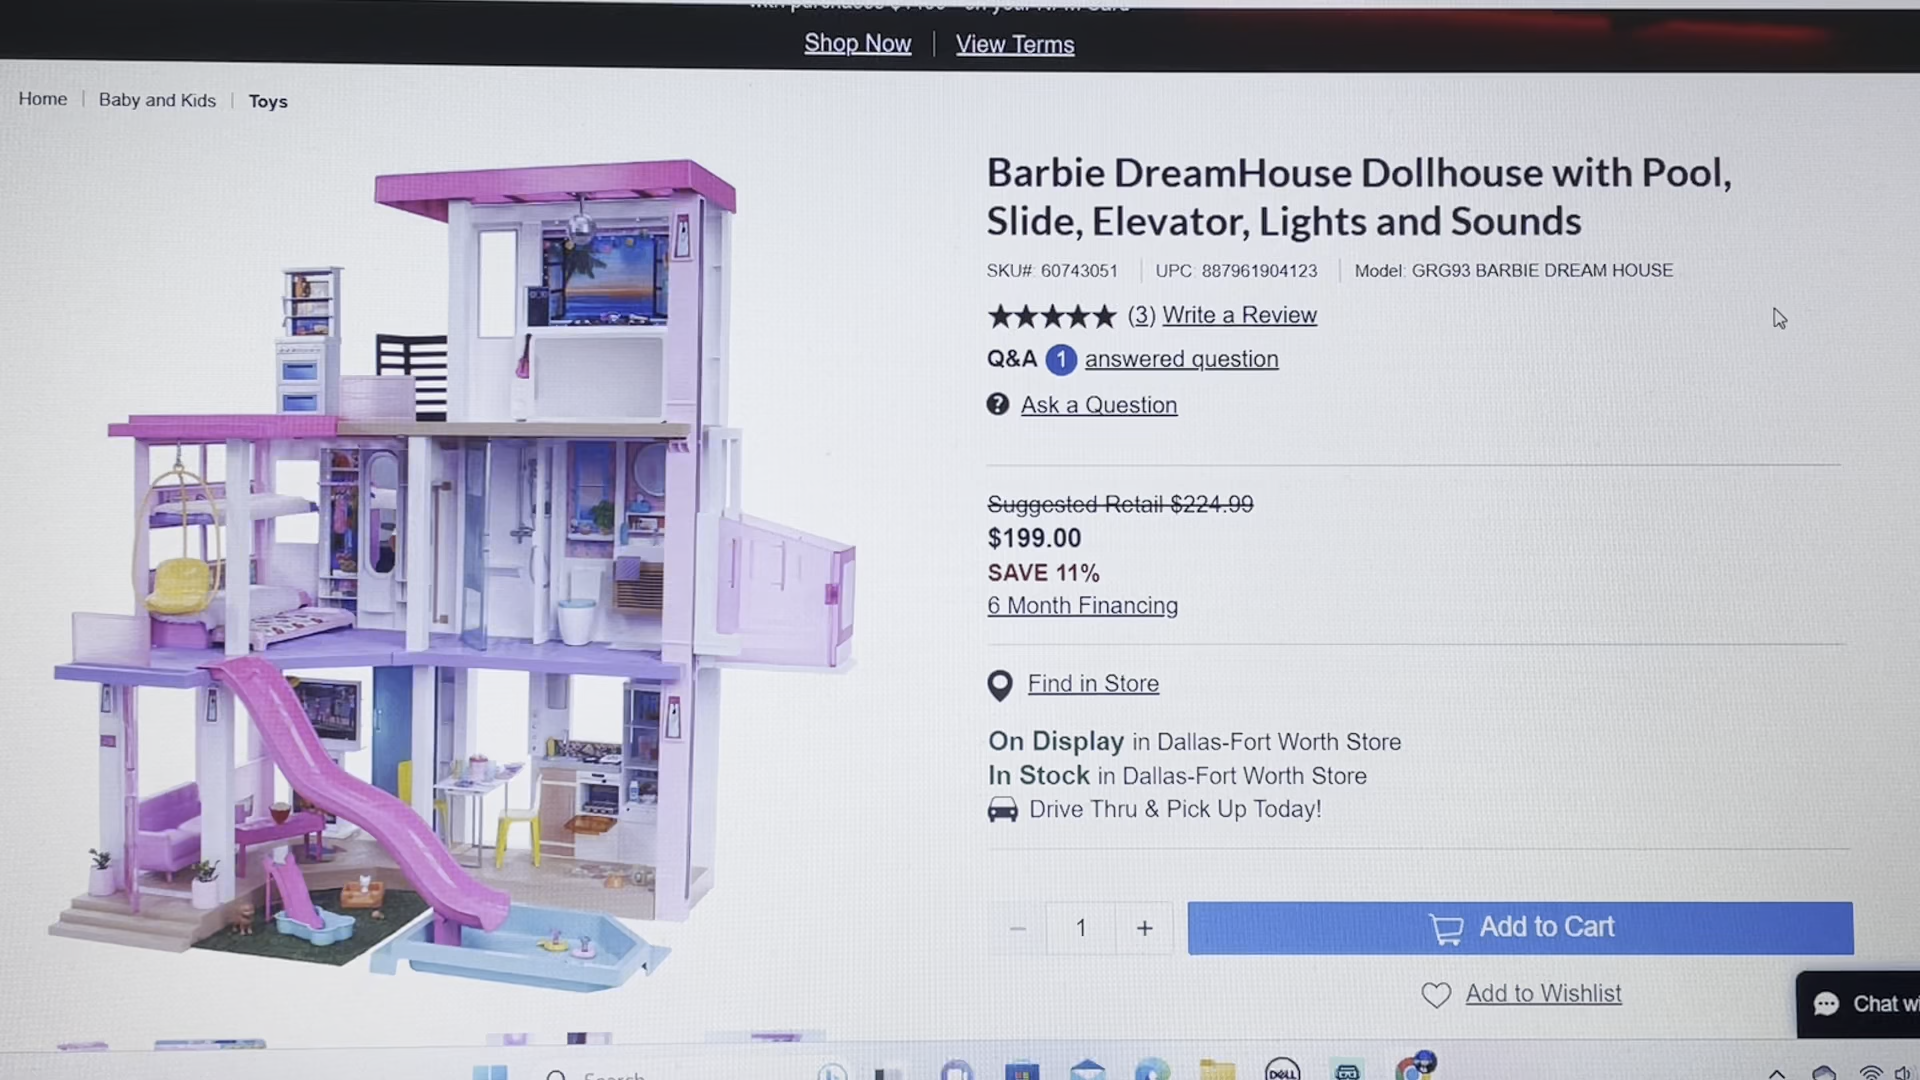 Shop Now | View Terms
Home | Baby and Kids | Toys
Barbie DreamHouse Dollhouse with Pool,
Slide, Elevator, Lights and Sounds
SKU#: 60743051 | UPC: 887961904123 | Model: GRG93 BARBIE DREAM HOUSE
(3) Write a Review
Q&A 1 answered question
? Ask a Question
Suggested Retail $224.99
$199.00
SAVE 11%
6 Month Financing
Find in Store
On Display in Dallas-Fort Worth Store
In Stock in Dallas-Fort Worth Store
Drive Thru & Pick Up Today!
− 1 + Add to Cart
Add to Wishlist
Chat
Search
DELL